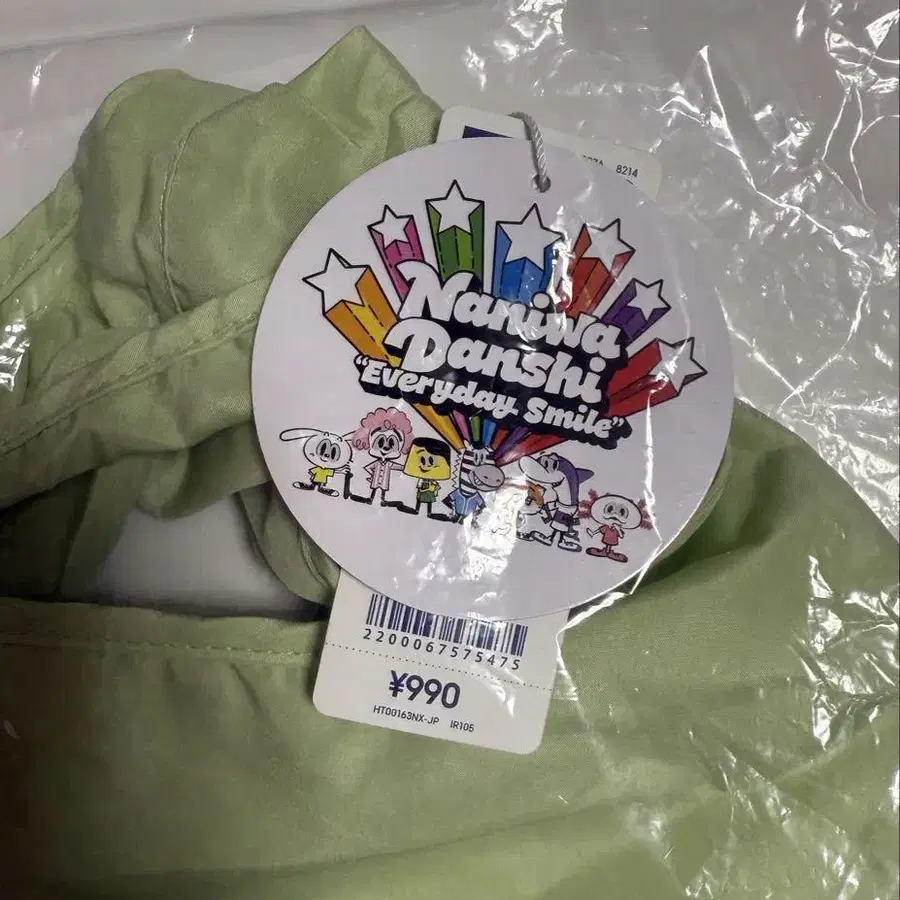 8214
Naniwa
Danshi
"Everyday Smile"
2200067575475
¥990
HT00163NX-JP IR105